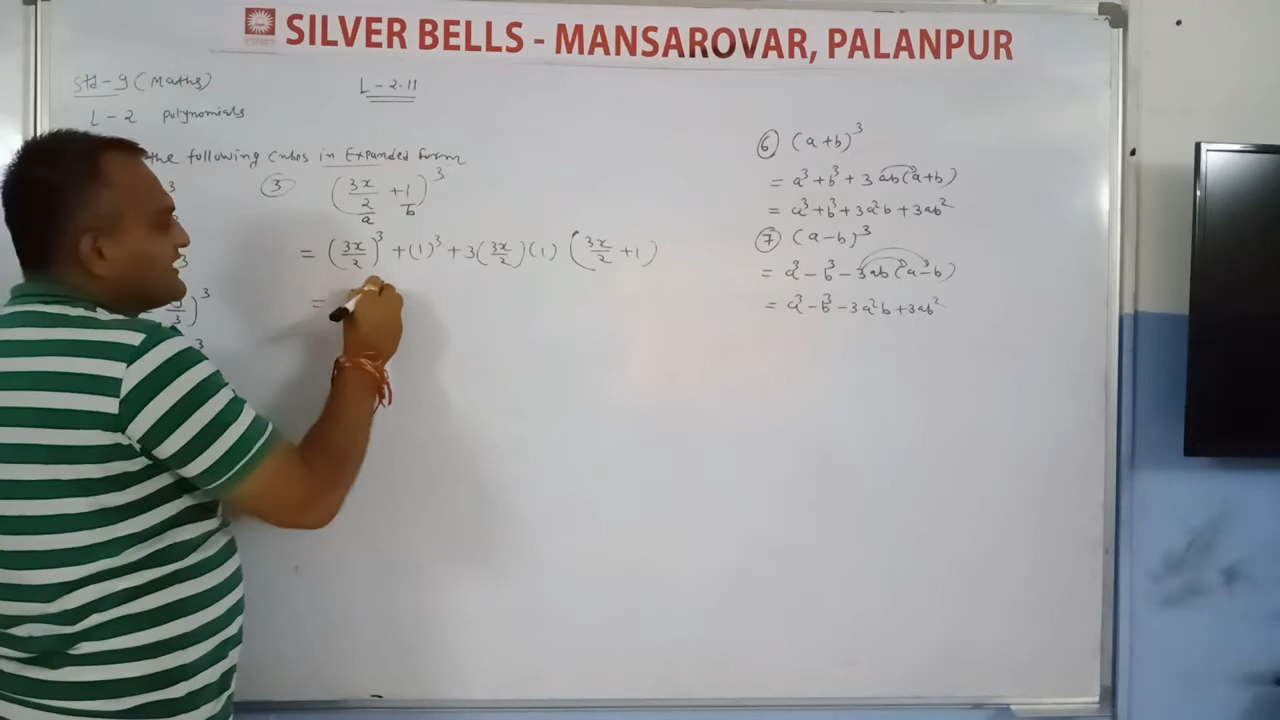 SILVER BELLS - MANSAROVAR, PALANPUR
Std-9 (Maths)
L-2.11
L-2 Polynomials
the following cubes in Expanded form
③ (3x/2 + 1)³
a b
= (3x/2)³ + (1)³ + 3(3x/2)(1) (3x/2 + 1)
=
⑥ (a+b)³
= a³+b³+3ab(a+b)
= a³+b³+3a²b+3ab²
⑦ (a-b)³
= a³-b³-3ab(a-b)
= a³-b³-3a²b+3ab²